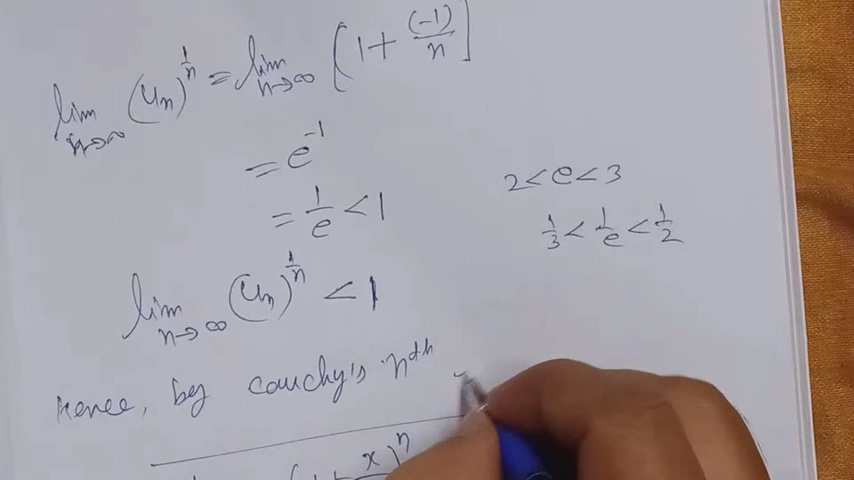 lim n→∞ (Un)^1/n = lim n→∞ [1 + (-1)/n]
= e^-1
2 < e < 3
= 1/e < 1
1/3 < 1/e < 1/2
lim n→∞ (Un)^1/n < 1
Hence, by cauchy's nth
+ x
)^n